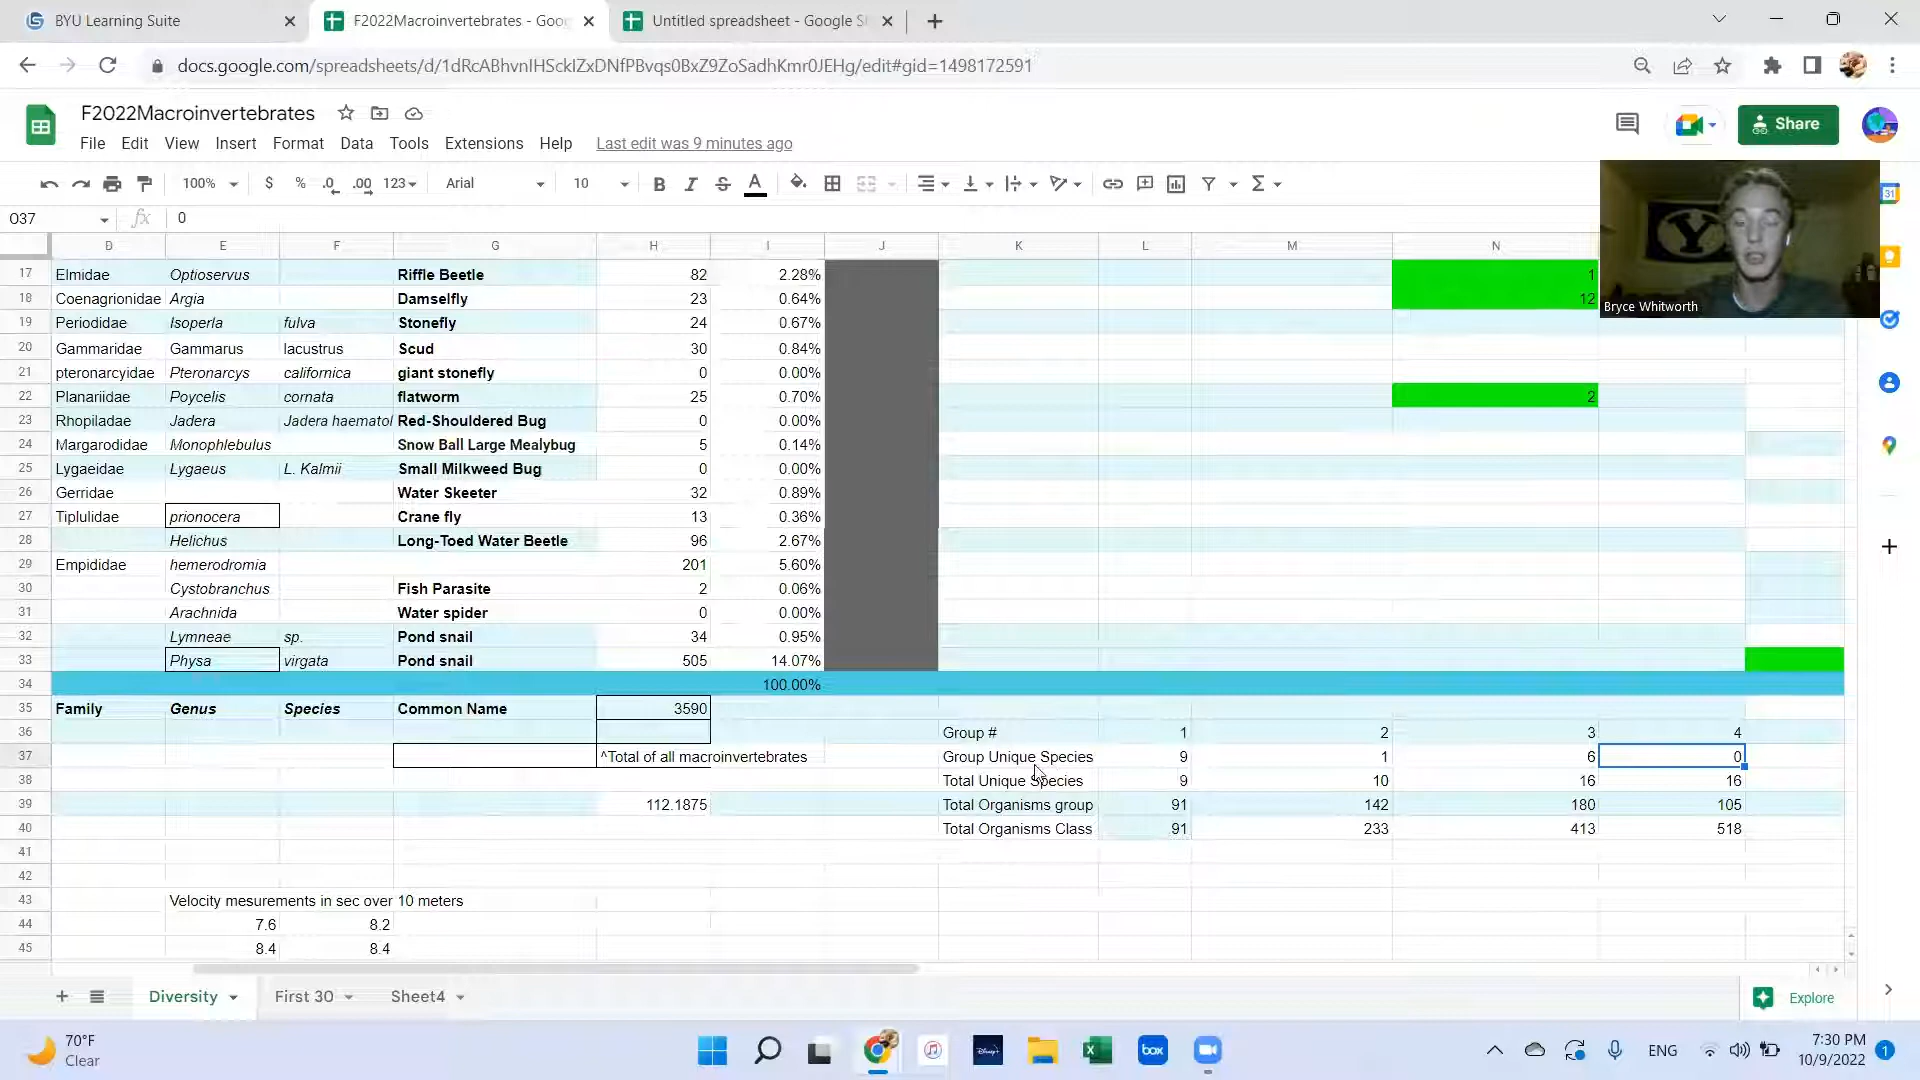 BYU Learning Suite
F2022Macroinvertebrates - Goo
Untitled spreadsheet - Google S
docs.google.com/spreadsheets/d/1dRcABhvnIHSckIZxDNfPBvqs0BxZ9ZoSadhKmr0JEHg/edit#gid=1498172591
F2022Macroinvertebrates
File Edit View Insert Format Data Tools Extensions Help Last edit was 9 minutes ago
Share
100% $ % .0 .00 123 Arial 10 B I S A
O37 fx 0
D E F G H I J K L M N
17 Elmidae Optioservus Riffle Beetle 82 2.28% 1
18 Coenagrionidae Argia Damselfly 23 0.64% 12
Bryce Whitworth
19 Periodidae Isoperla fulva Stonefly 24 0.67%
20 Gammaridae Gammarus lacustrus Scud 30 0.84%
21 pteronarcyidae Pteronarcys californica giant stonefly 0 0.00%
22 Planariidae Poycelis cornata flatworm 25 0.70% 2
23 Rhopiladae Jadera Jadera haematol Red-Shouldered Bug 0 0.00%
24 Margarodidae Monophlebulus Snow Ball Large Mealybug 5 0.14%
25 Lygaeidae Lygaeus L. Kalmii Small Milkweed Bug 0 0.00%
26 Gerridae Water Skeeter 32 0.89%
27 Tiplulidae prionocera Crane fly 13 0.36%
28 Helichus Long-Toed Water Beetle 96 2.67%
29 Empididae hemerodromia 201 5.60%
30 Cystobranchus Fish Parasite 2 0.06%
31 Arachnida Water spider 0 0.00%
32 Lymneae sp. Pond snail 34 0.95%
33 Physa virgata Pond snail 505 14.07%
34 100.00%
35 Family Genus Species Common Name 3590
36 Group # 1 2 3 4
37 ^Total of all macroinvertebrates Group Unique Species 9 1 6 0
38 Total Unique Species 9 10 16 16
39 112.1875 Total Organisms group 91 142 180 105
40 Total Organisms Class 91 233 413 518
41
42
43 Velocity mesurements in sec over 10 meters
44 7.6 8.2
45 8.4 8.4
Diversity First 30 Sheet4 Explore
70°F
Clear
Disney+
box
ENG
7:30 PM
10/9/2022
1